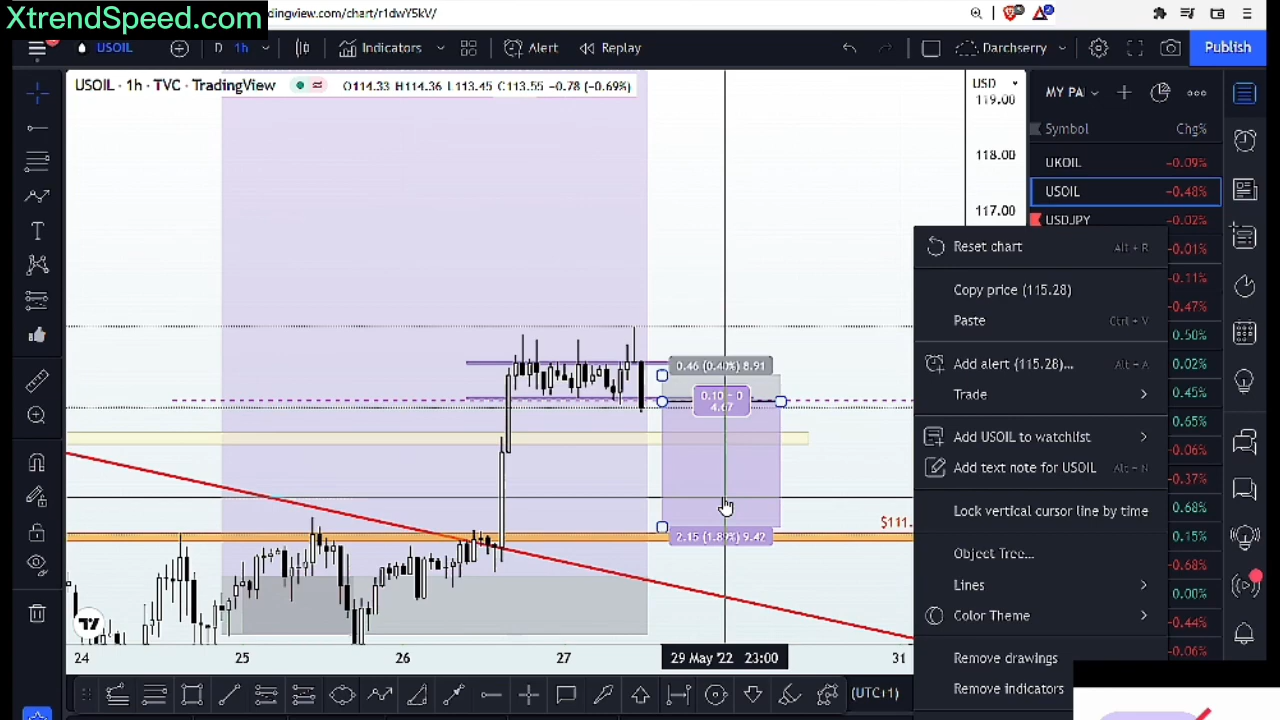 XtrendSpeed.com
dingview.com/chart/r1dwY5kV/
USOIL
D
1h
Indicators
Alert
Replay
Darchserry
Publish
USOIL · 1h · TVC · TradingView
O114.33 H114.36 L113.45 C113.55 −0.78 (−0.69%)
USD
119.00
118.00
117.00
MY PA
Symbol
Chg%
UKOIL
-0.09%
USOIL
-0.48%
USDJPY
-0.02%
-0.01%
-0.11%
-0.47%
0.50%
0.02%
0.45%
0.65%
-0.06%
-0.37%
0.68%
0.15%
-0.68%
0.00%
-0.44%
-0.06%
Reset chart
Alt + R
Copy price (115.28)
Paste
Ctrl + V
Add alert (115.28)...
Alt + A
Trade
Add USOIL to watchlist
Add text note for USOIL
Alt + N
Lock vertical cursor line by time
Object Tree...
Lines
Color Theme
Remove drawings
Remove indicators
0.46 (0.40%) 8.91
4.67
2.15 (1.89%) 9.42
$111.
24
25
26
27
29 May '22 23:00
31
(UTC+1)